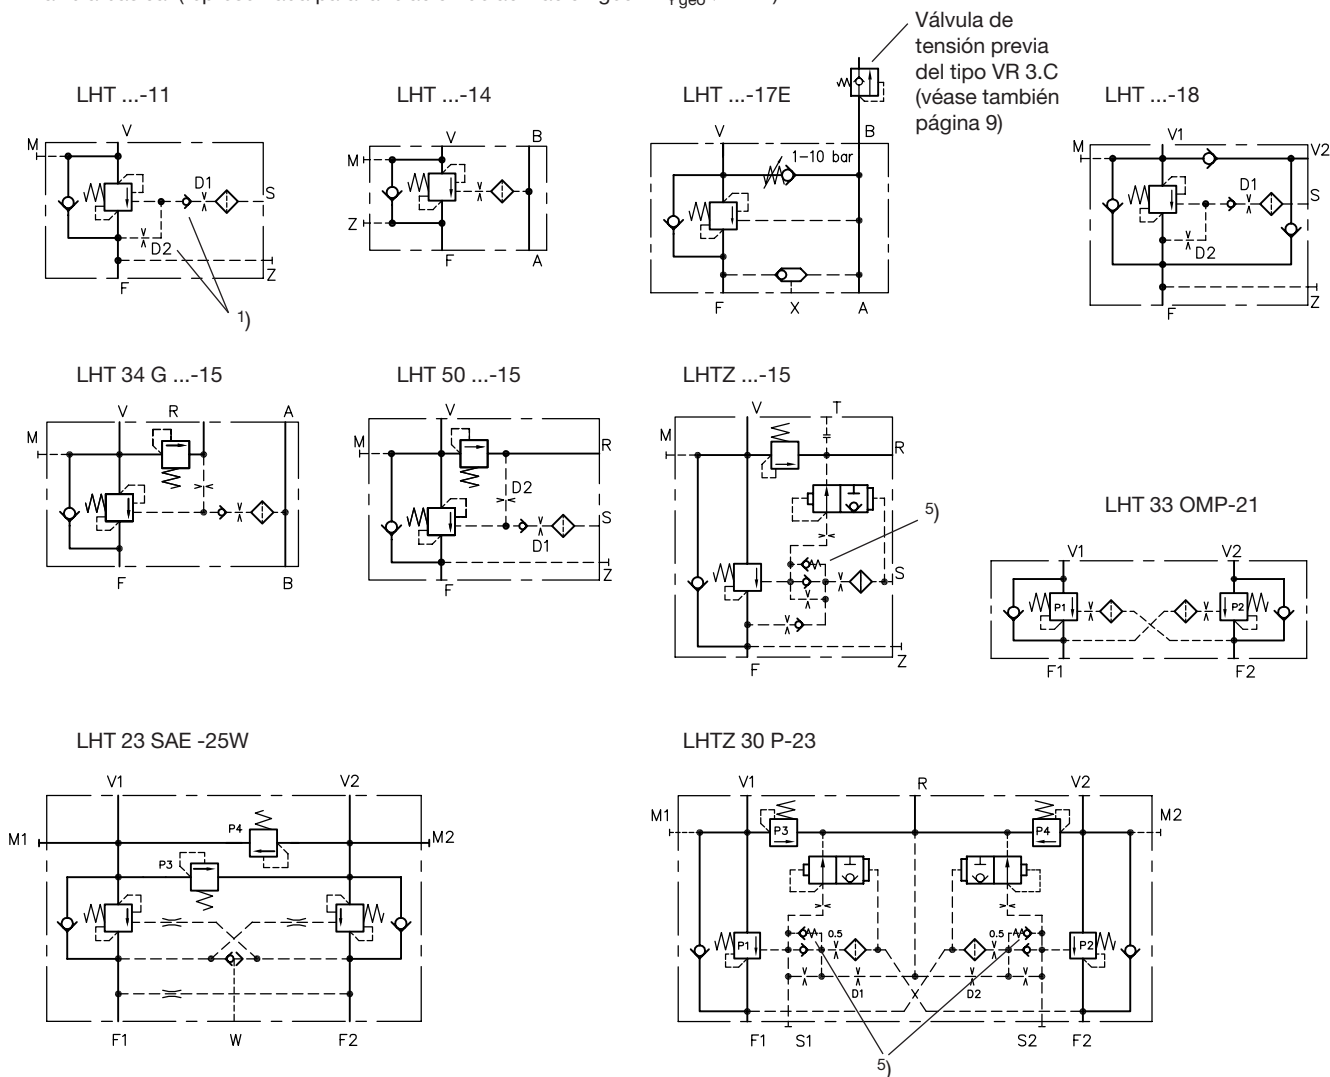 Válvula de
tensión previa
del tipo VR 3.C
(véase también
página 9)
LHT ...-11
LHT ...-14
LHT ...-17E
LHT ...-18
M V D1 S D2 F Z
1)
M V B Z F A
V B 1–10 bar F X A
M V1 V2 D1 S D2 F Z
LHT 34 G ...-15
LHT 50 ...-15
LHTZ ...-15
LHT 33 OMP-21
M V R A F B
M V R D2 S D1 Z F
M V T R S F Z
5)
V1 V2 P1 P2 F1 F2
LHT 23 SAE -25W
LHTZ 30 P-23
V1 V2
M1 P4 M2
P3
F1 W F2
V1 R V2
M1 P3 P4 M2
P1 0.5 0.5 P2
D1 D2
F1 S1 S2 F2
5)